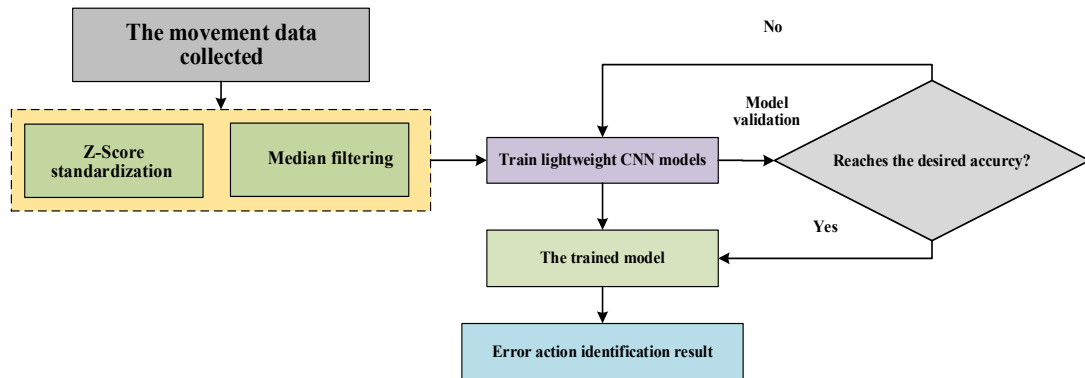 The movement data
collected
No
Z-Score
standardization
Median filtering
Model
validation
Train lightweight CNN models
Reaches the desired accurcy?
Yes
The trained model
Error action identification result